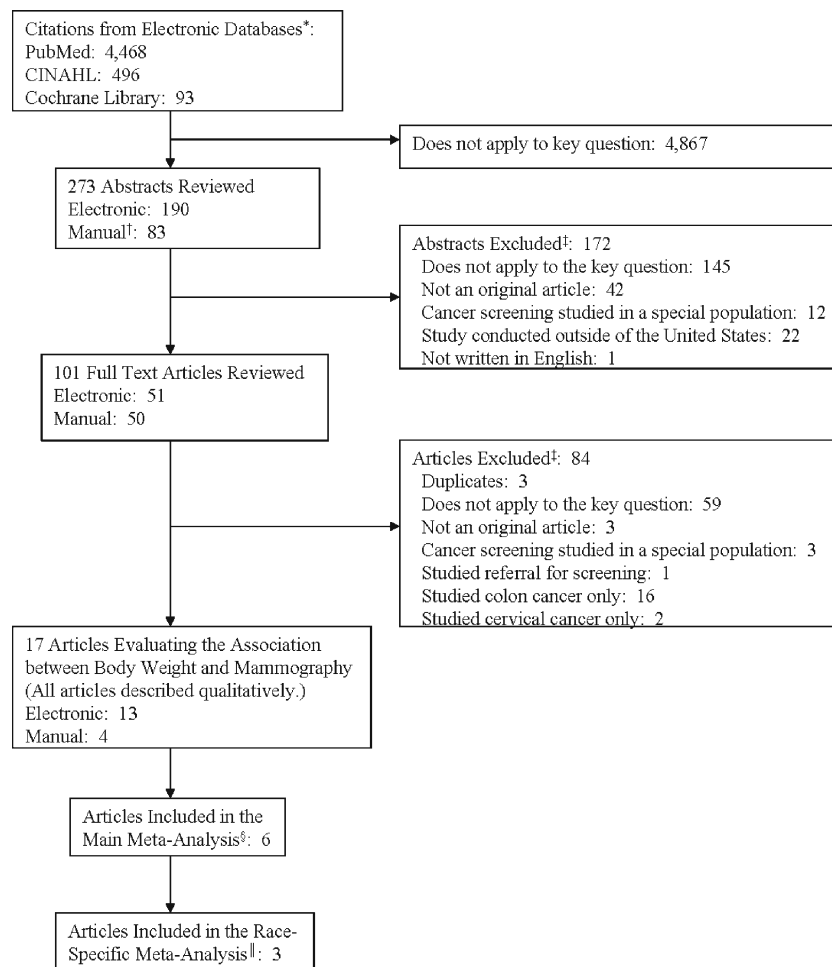 Citations from Electronic Databases*:
PubMed: 4,468
CINAHL: 496
Cochrane Library: 93
Does not apply to key question: 4,867
273 Abstracts Reviewed
Electronic: 190
Manual†: 83
Abstracts Excluded‡: 172
Does not apply to the key question: 145
Not an original article: 42
Cancer screening studied in a special population: 12
Study conducted outside of the United States: 22
Not written in English: 1
101 Full Text Articles Reviewed
Electronic: 51
Manual: 50
Articles Excluded‡: 84
Duplicates: 3
Does not apply to the key question: 59
Not an original article: 3
Cancer screening studied in a special population: 3
Studied referral for screening: 1
Studied colon cancer only: 16
Studied cervical cancer only: 2
17 Articles Evaluating the Association
between Body Weight and Mammography
(All articles described qualitatively.)
Electronic: 13
Manual: 4
Articles Included in the
Main Meta-Analysis§: 6
Articles Included in the Race-
Specific Meta-Analysis‖: 3